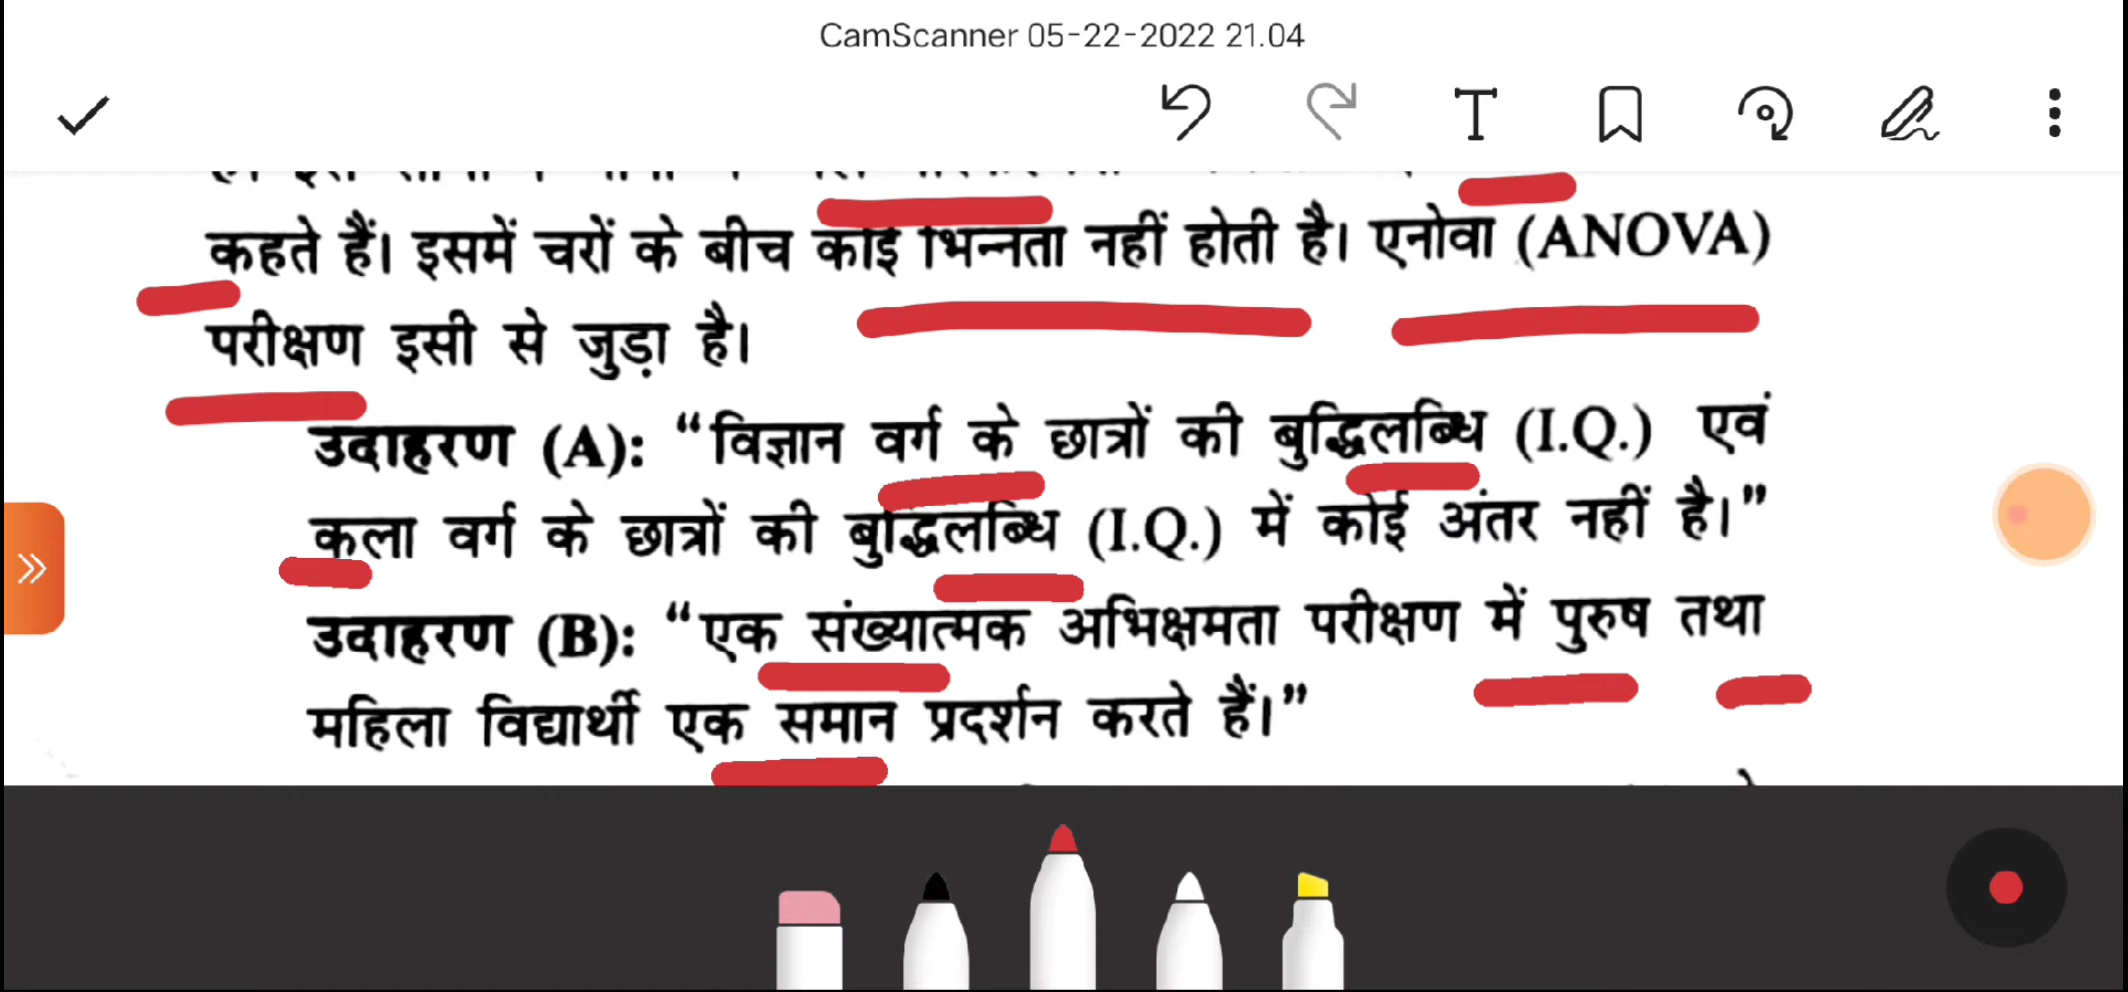 CamScanner 05-22-2022 21.04
कहते हैं। इसमें चरों के बीच कोई भिन्नता नहीं होती है। एनोवा (ANOVA)
परीक्षण इसी से जुड़ा है।
उदाहरण (A): “विज्ञान वर्ग के छात्रों की बुद्धिलब्धि (I.Q.) एवं
कला वर्ग के छात्रों की बुद्धिलब्धि (I.Q.) में कोई अंतर नहीं है।”
उदाहरण (B): “एक संख्यात्मक अभिक्षमता परीक्षण में पुरुष तथा
महिला विद्यार्थी एक समान प्रदर्शन करते हैं।”